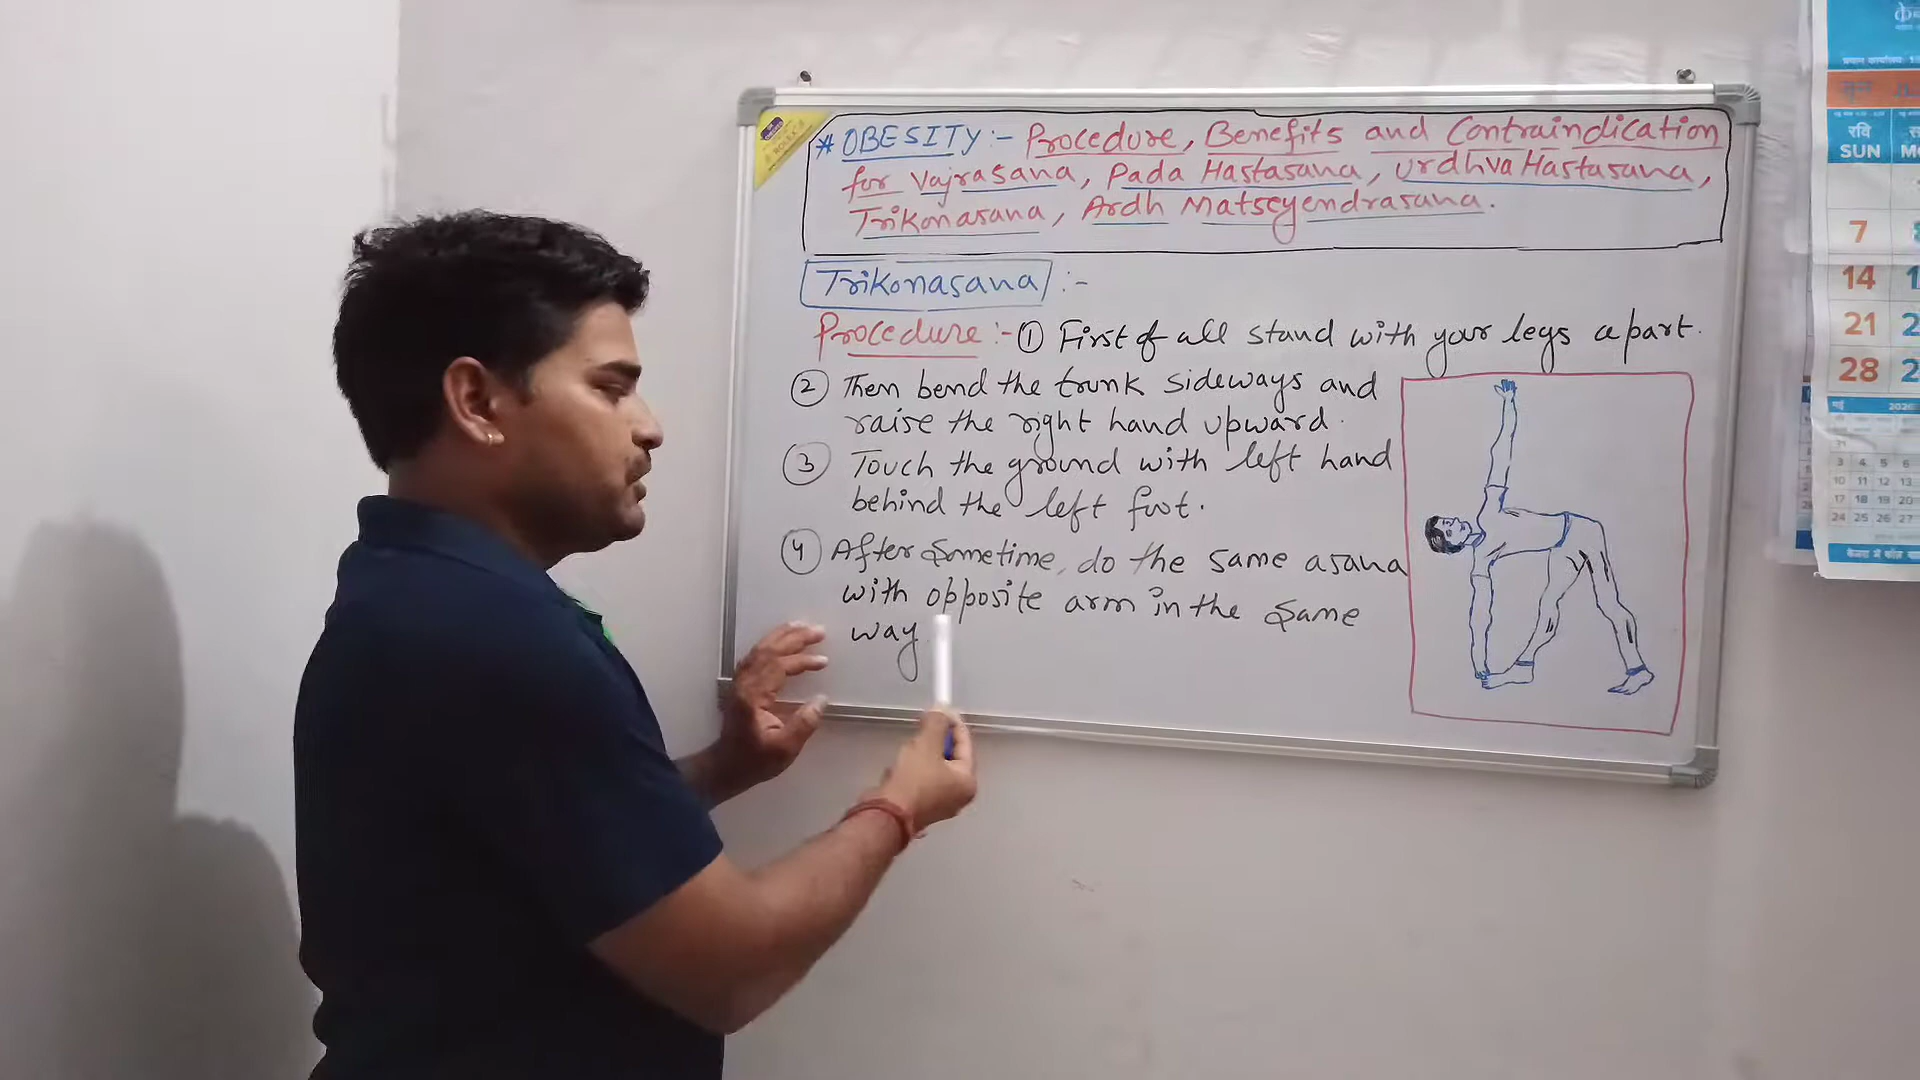 # OBESITY :- Procedure, Benefits and Contraindication
for Vajrasana, Pada Hastasana, Urdhva Hastasana,
Trikonasana, Ardh Matsyendrasana.
Trikonasana :-
Procedure :- ① First of all stand with your legs apart.
② Then bend the trunk sideways and
raise the right hand upward.
③ Touch the ground with left hand
behind the left foot.
④ After sometime, do the same asana
with opposite arm in the same
way.
रवि
SUN
7
14
21
28